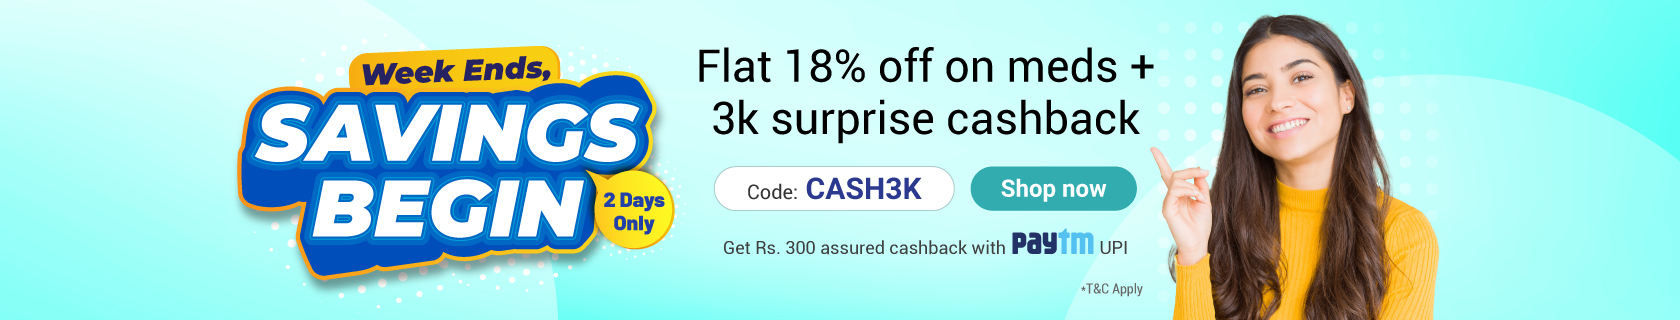 Week Ends,
SAVINGS
BEGIN
2 Days
Only
Flat 18% off on meds +
3k surprise cashback
Code: CASH3K
Shop now
Get Rs. 300 assured cashback with paytm UPI
*T&C Apply